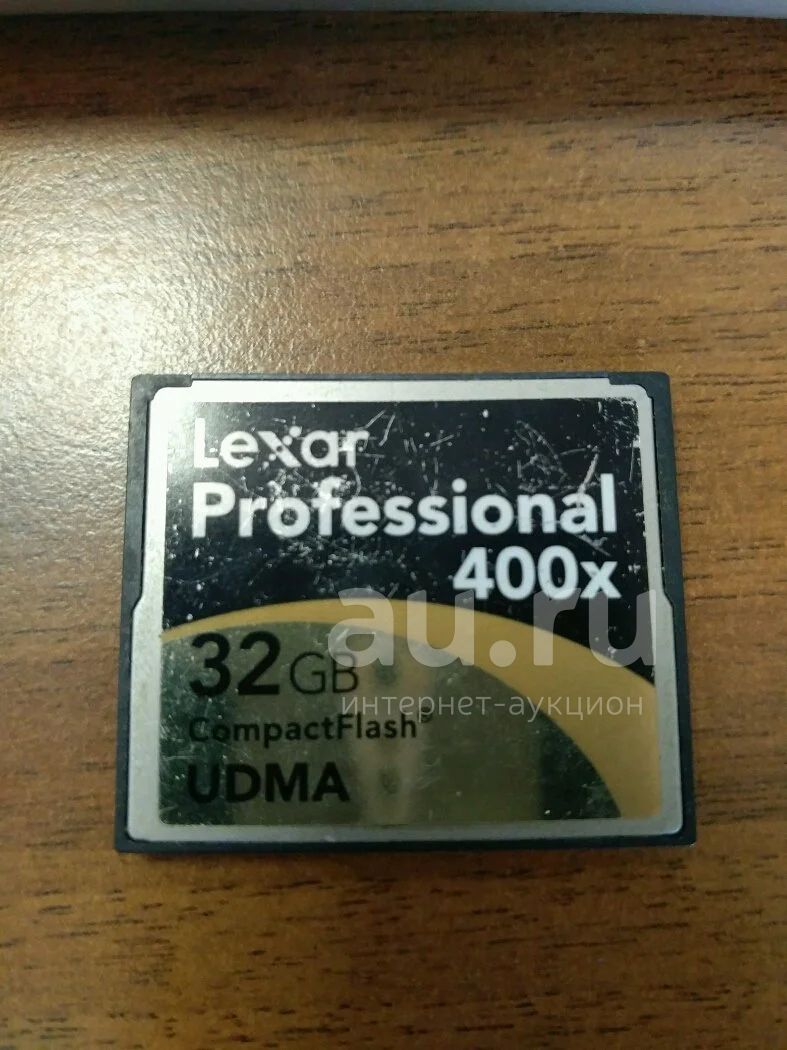 Lexar
Professional
400x
au.ru
32GB
интернет-аукцион
CompactFlash®
UDMA